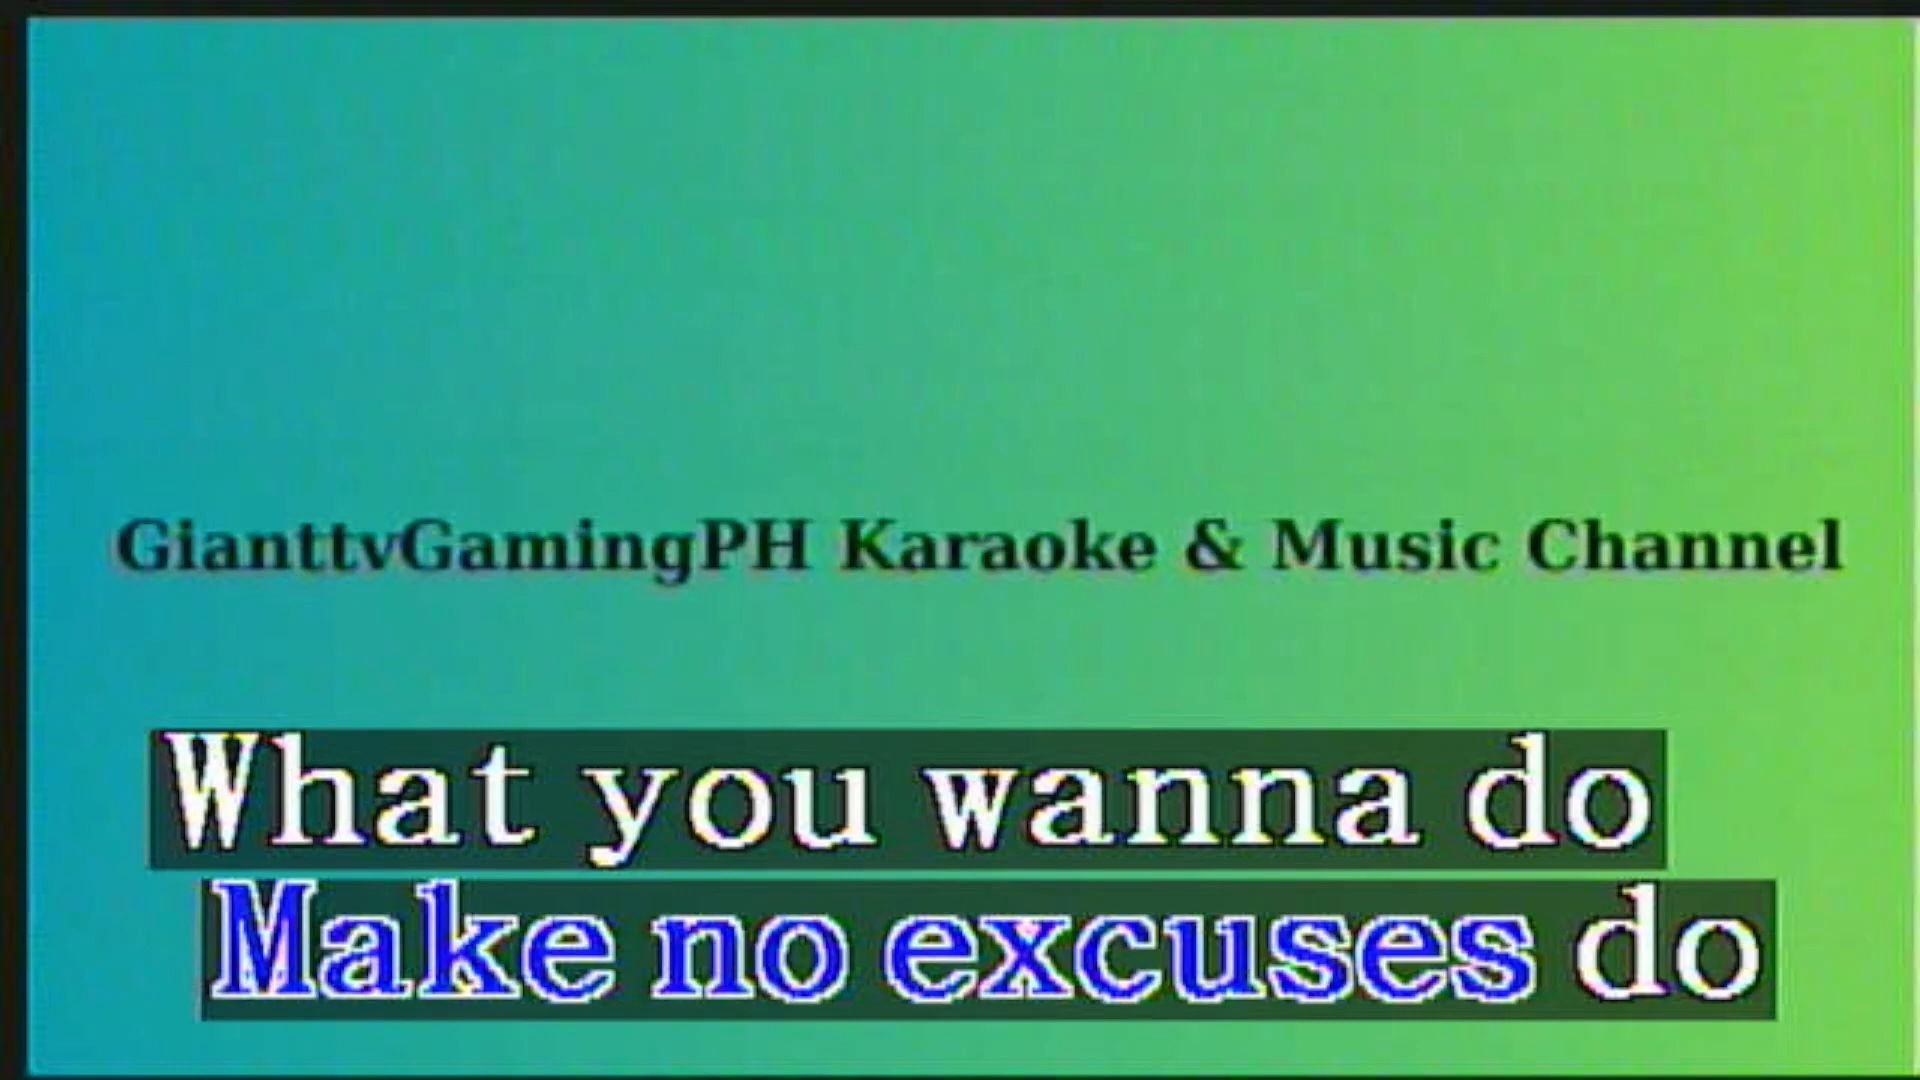 GianttvGamingPH Karaoke & Music Channel
What you wanna do
Make no excuses do